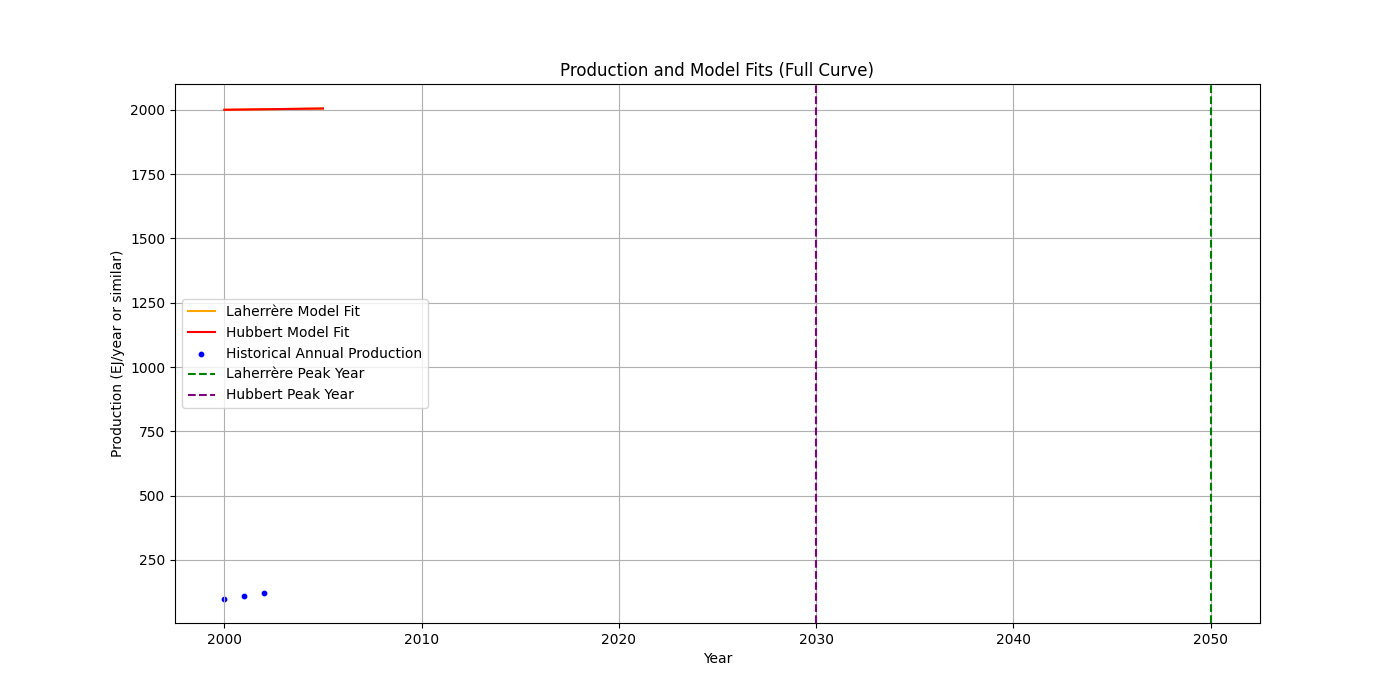 Production and Model Fits (Full Curve)
Production (EJ/year or similar)
2000
1750
1500
1250
1000
750
500
250
Laherrère Model Fit
Hubbert Model Fit
Historical Annual Production
Laherrère Peak Year
Hubbert Peak Year
2000 2010 2020 2030 2040 2050
Year